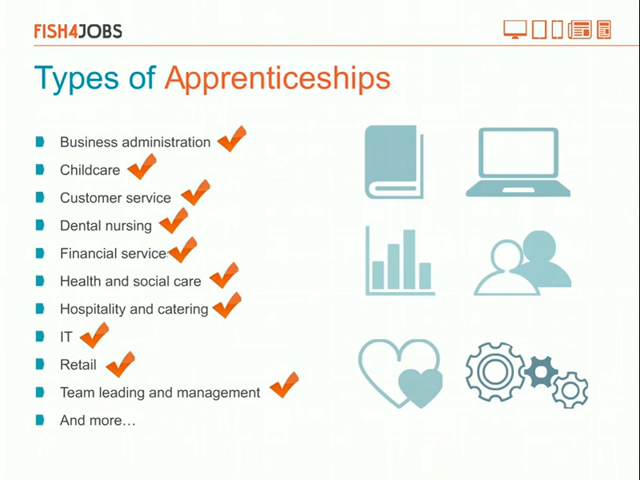 FISH4JOBS
Types of Apprenticeships
Business administration
Childcare
Customer service
Dental nursing
Financial service
Health and social care
Hospitality and catering
IT
Retail
Team leading and management
And more…